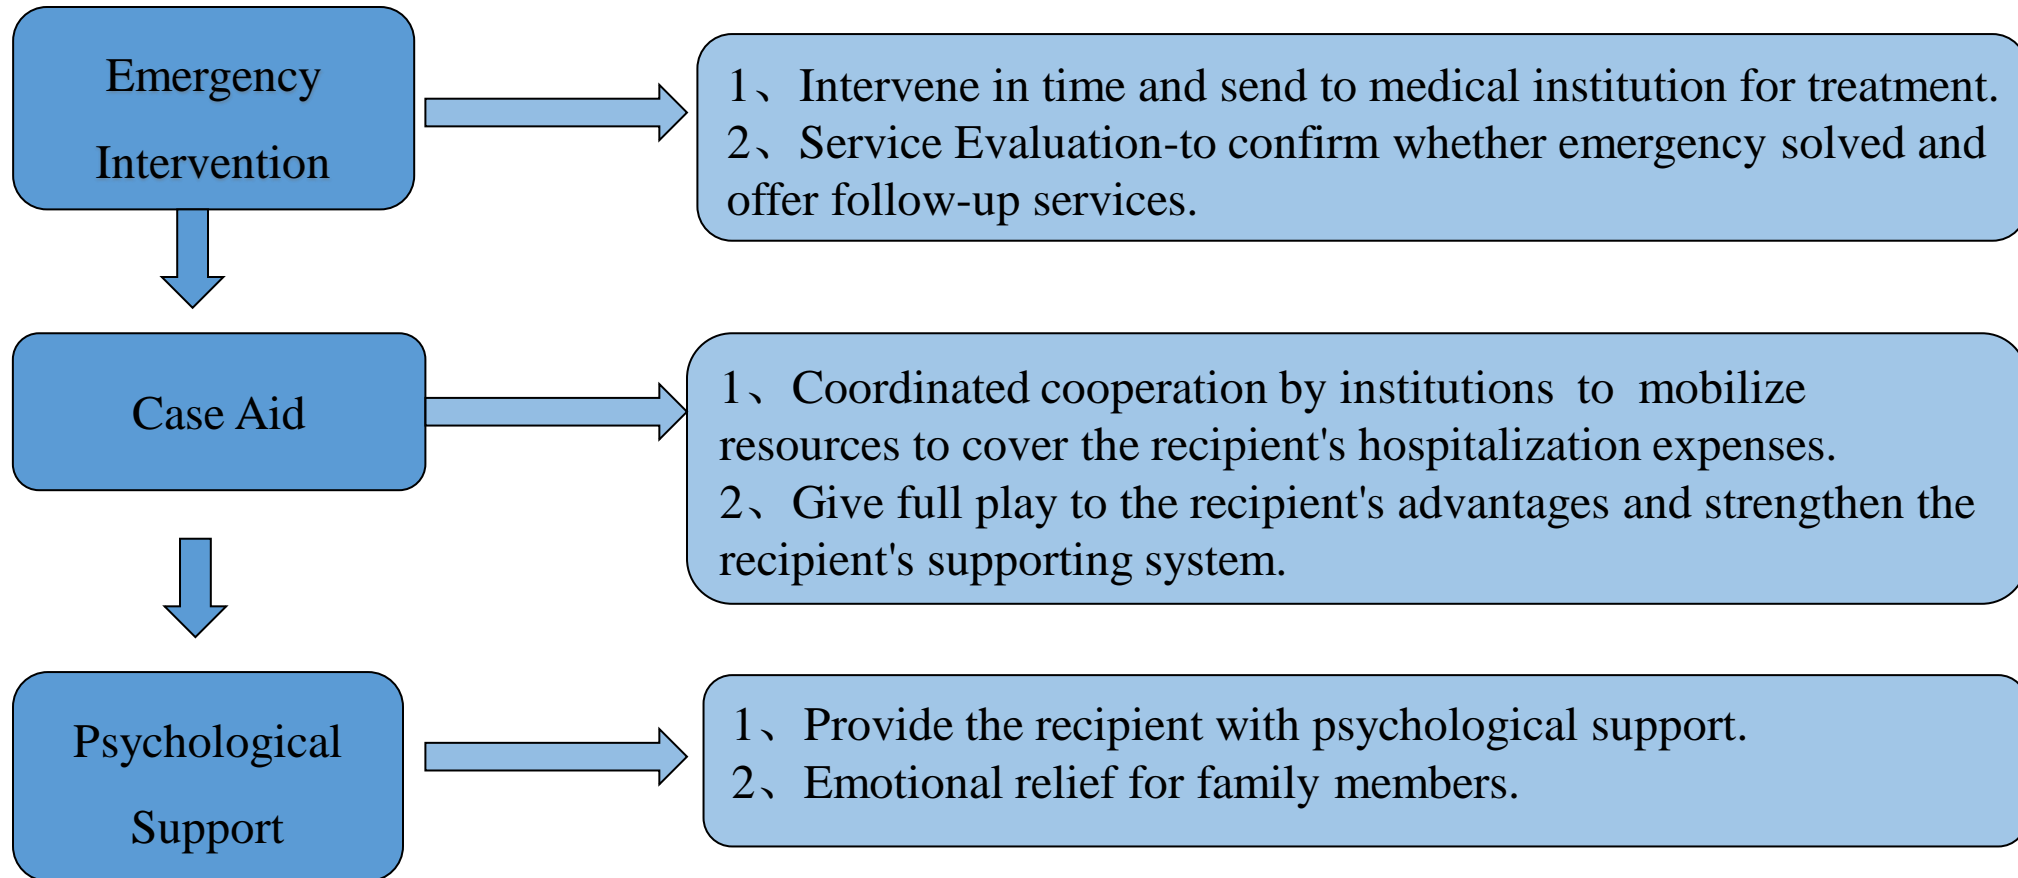 Emergency
Intervention
1、Intervene in time and send to medical institution for treatment.
2、Service Evaluation-to confirm whether emergency solved and
offer follow-up services.
Case Aid
1、Coordinated cooperation by institutions to mobilize
resources to cover the recipient's hospitalization expenses.
2、Give full play to the recipient's advantages and strengthen the
recipient's supporting system.
Psychological
Support
1、Provide the recipient with psychological support.
2、Emotional relief for family members.